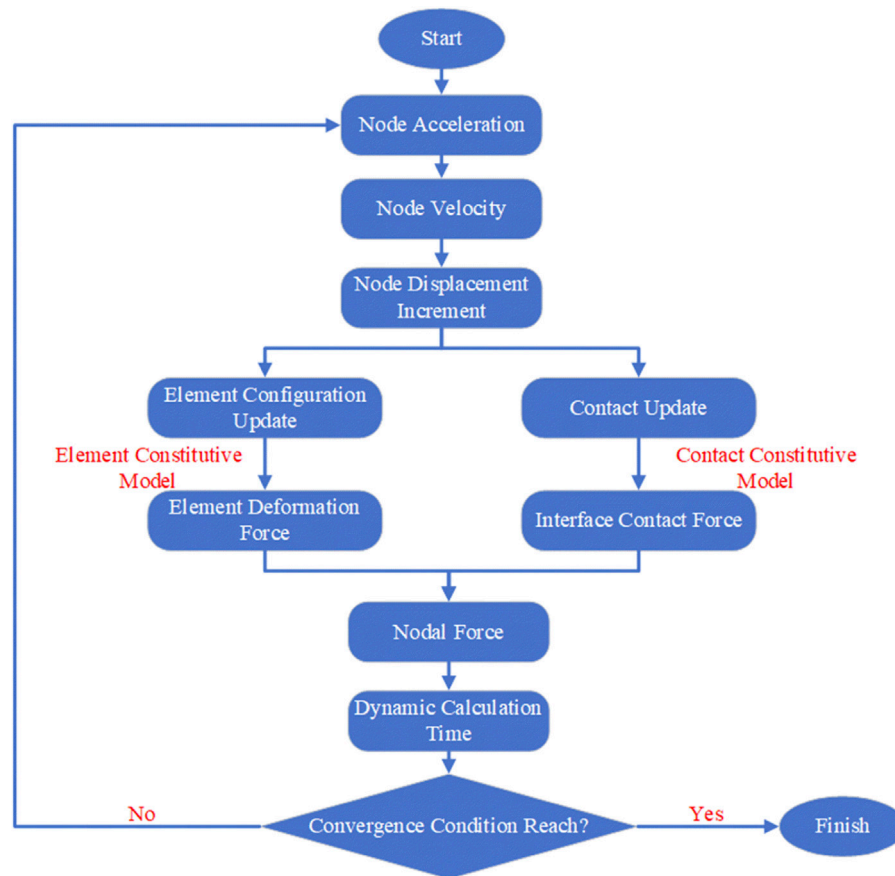 Start
Node Acceleration
Node Velocity
Node Displacement
Increment
Element Configuration
Update
Contact Update
Element Constitutive
Model
Contact Constitutive
Model
Element Deformation
Force
Interface Contact Force
Nodal Force
Dynamic Calculation
Time
No
Convergence Condition Reach?
Yes
Finish